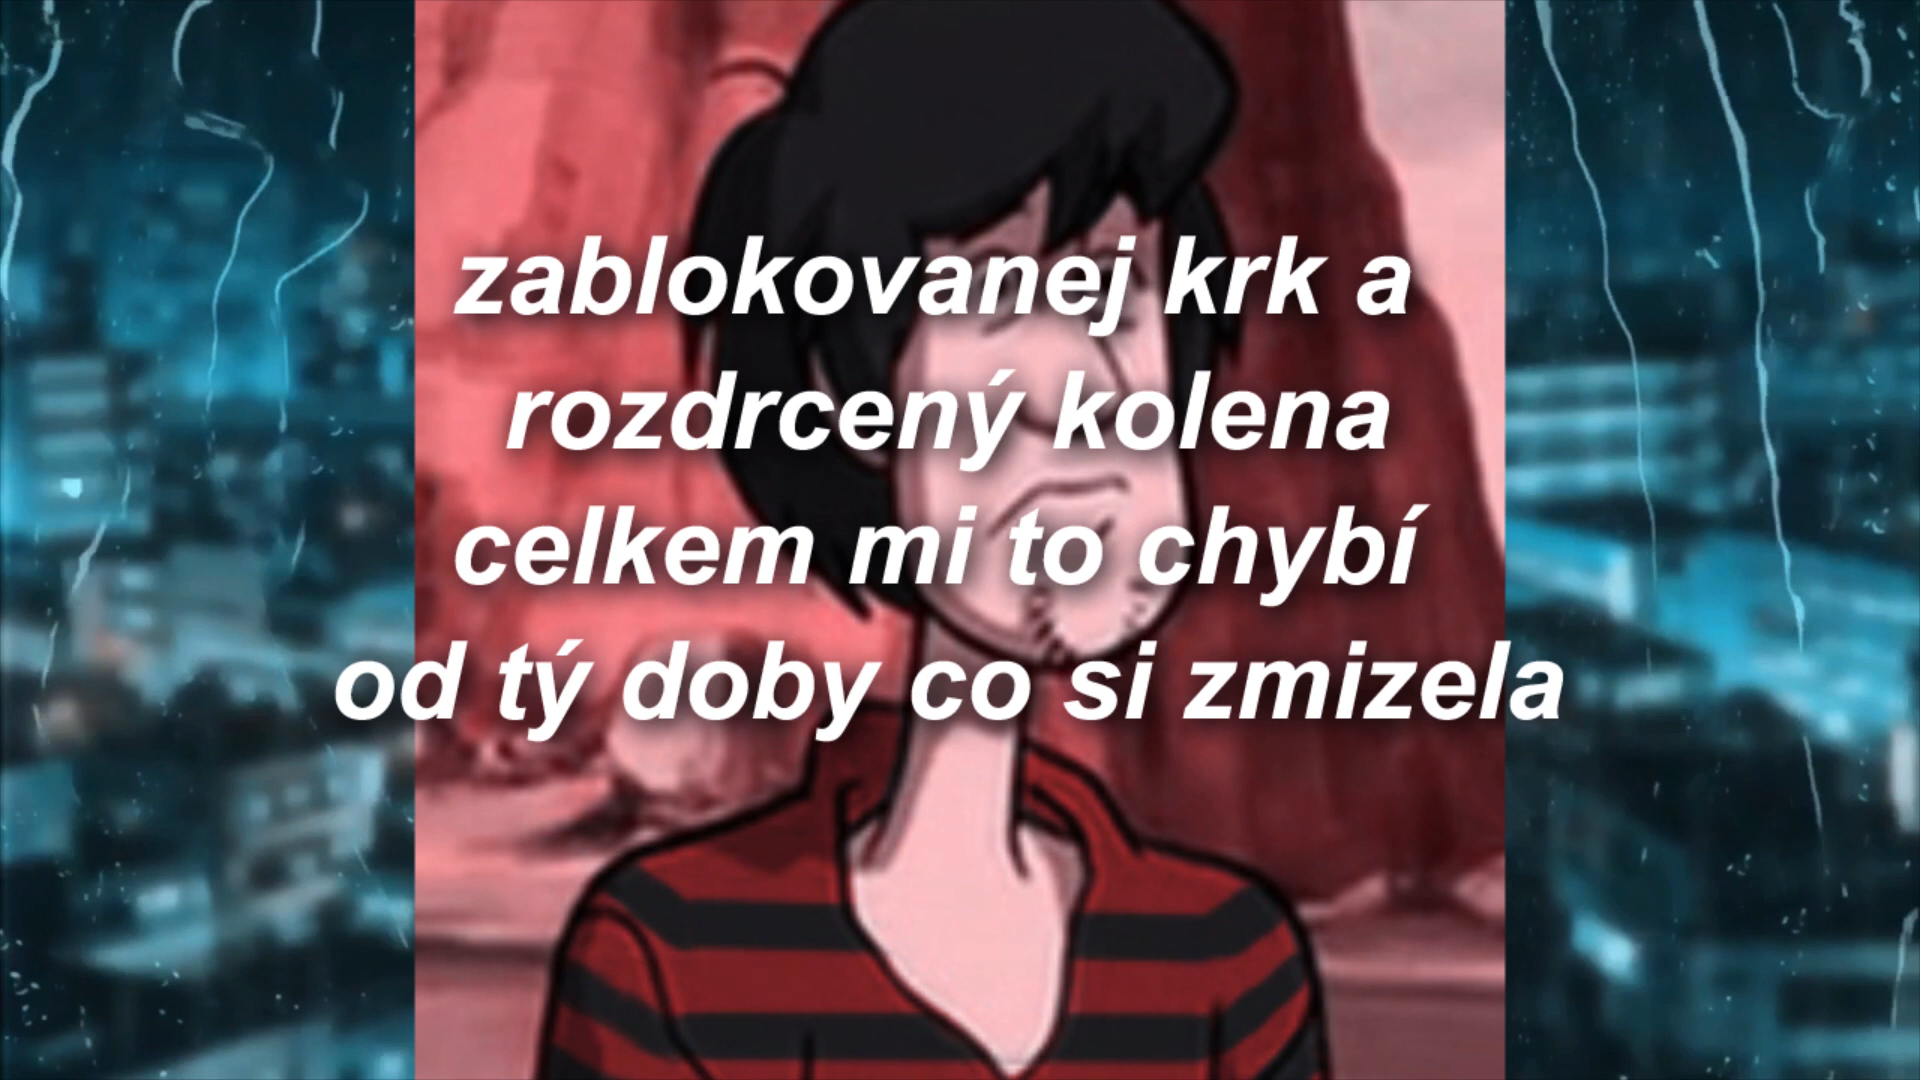 zablokovanej krk a
rozdrcený kolena
celkem mi to chybí
od tý doby co si zmizela